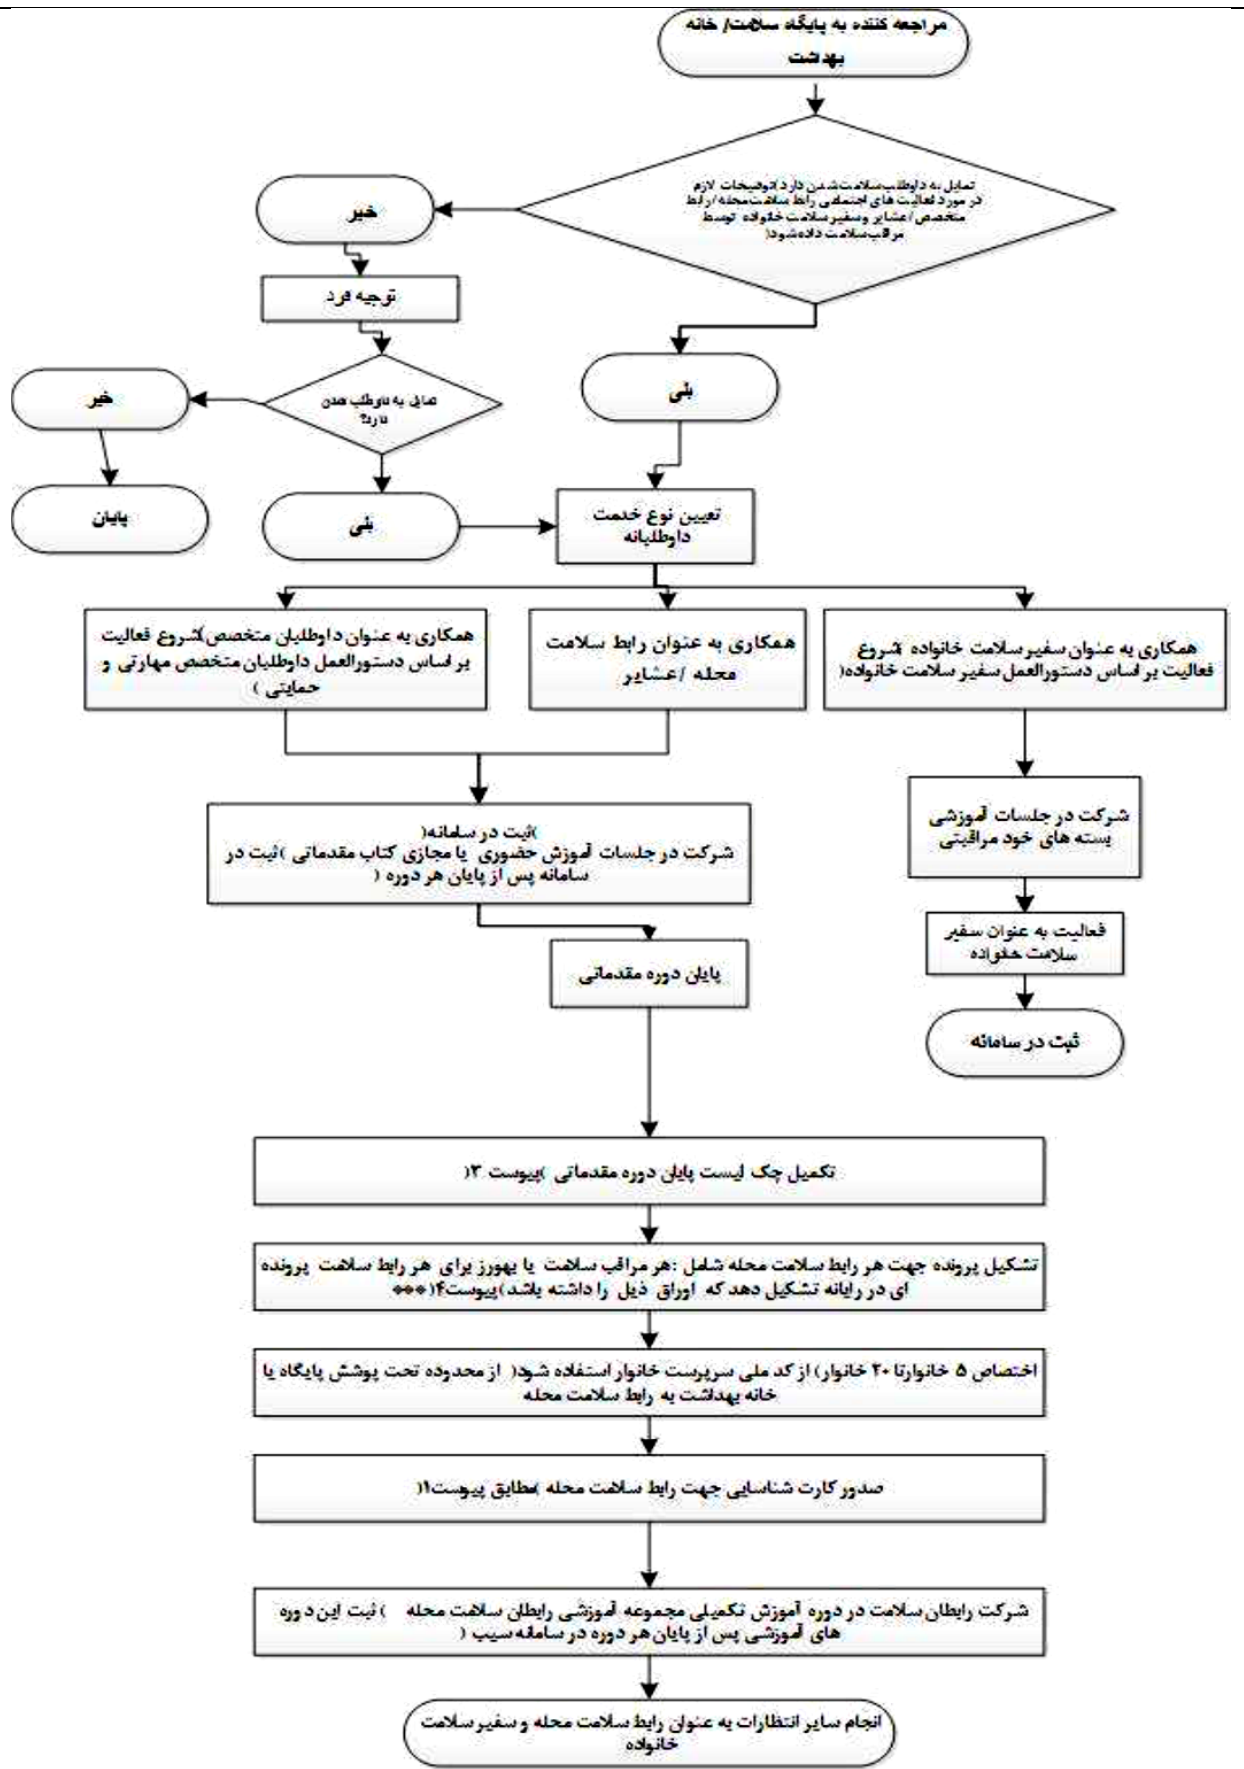 مراجعه کننده به پایگاه سلامت/ خانه
بهداشت
تمایل به داوطلب سلامت شدن دارد)توضیحات لازم
در مورد فعالیت های اجتماعی رابط سلامت محله /رابط
متخصص /عشایر وسفیر سلامت خانواده توسط
مراقب سلامت داده شود(
خیر
توجیه فرد
بلی
تمایل به داوطلب شدن
دارد؟
خیر
پایان
بلی
تعیین نوع خدمت
داوطلبانه
همکاری به عنوان سفیر سلامت خانواده )شروع
فعالیت بر اساس دستورالعمل سفیر سلامت خانواده(
همکاری به عنوان رابط سلامت
محله /عشایر
همکاری به عنوان داوطلبان متخصص)شروع فعالیت
بر اساس دستورالعمل داوطلبان متخصص مهارتی و
حمایتی )
شرکت در جلسات آموزشی
بسته های خود مراقبتی
)ثبت در سامانه(
شرکت در جلسات آموزش حضوری یا مجازی کتاب مقدماتی )ثبت در
سامانه پس از پایان هر دوره (
فعالیت به عنوان سفیر
سلامت خانواده
پایان دوره مقدماتی
ثبت در سامانه
تکمیل چک لیست پایان دوره مقدماتی )پیوست ۳(
تشکیل پرونده جهت هر رابط سلامت محله شامل :هر مراقب سلامت یا بهورز برای هر رابط سلامت پرونده
ای در رایانه تشکیل دهد که اوراق ذیل را داشته باشد)پیوست۴(***
اختصاص ۵ خانوارتا ۲۰ خانوار) از کد ملی سرپرست خانوار استفاده شود( از محدوده تحت پوشش پایگاه یا
خانه بهداشت به رابط سلامت محله
صدور کارت شناسایی جهت رابط سلامت محله )مطابق پیوست۱(
شرکت رابطان سلامت در دوره آموزش تکمیلی مجموعه آموزشی رابطان سلامت محله )ثبت این دوره
های آموزشی پس از پایان هر دوره در سامانه سیب (
انجام سایر انتظارات به عنوان رابط سلامت محله و سفیر سلامت
خانواده